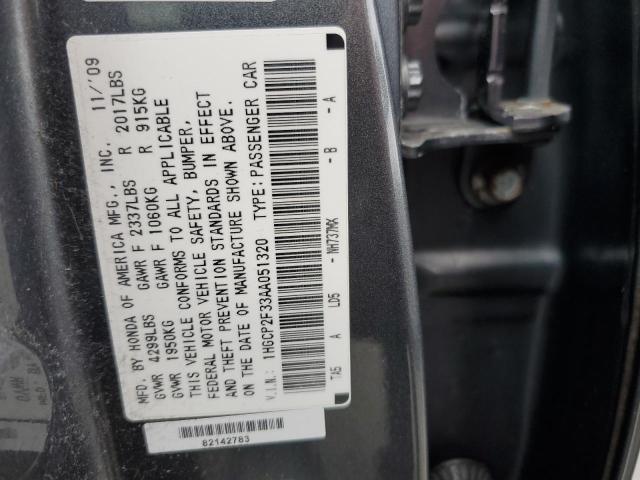 MFD. BY HONDA OF AMERICA MFG., INC. 11/'09
GVWR 4299LBS GAWR F 2337LBS R 2017LBS
GVWR 1950KG GAWR F 1060KG R 915KG
THIS VEHICLE CONFORMS TO ALL APPLICABLE
FEDERAL MOTOR VEHICLE SAFETY, BUMPER,
AND THEFT PREVENTION STANDARDS IN EFFECT
ON THE DATE OF MANUFACTURE SHOWN ABOVE.
V.I.N.: 1HGCP2F33AA051320 TYPE: PASSENGER CAR
TA5 A LD5 - NH737MX - B - A
82142783